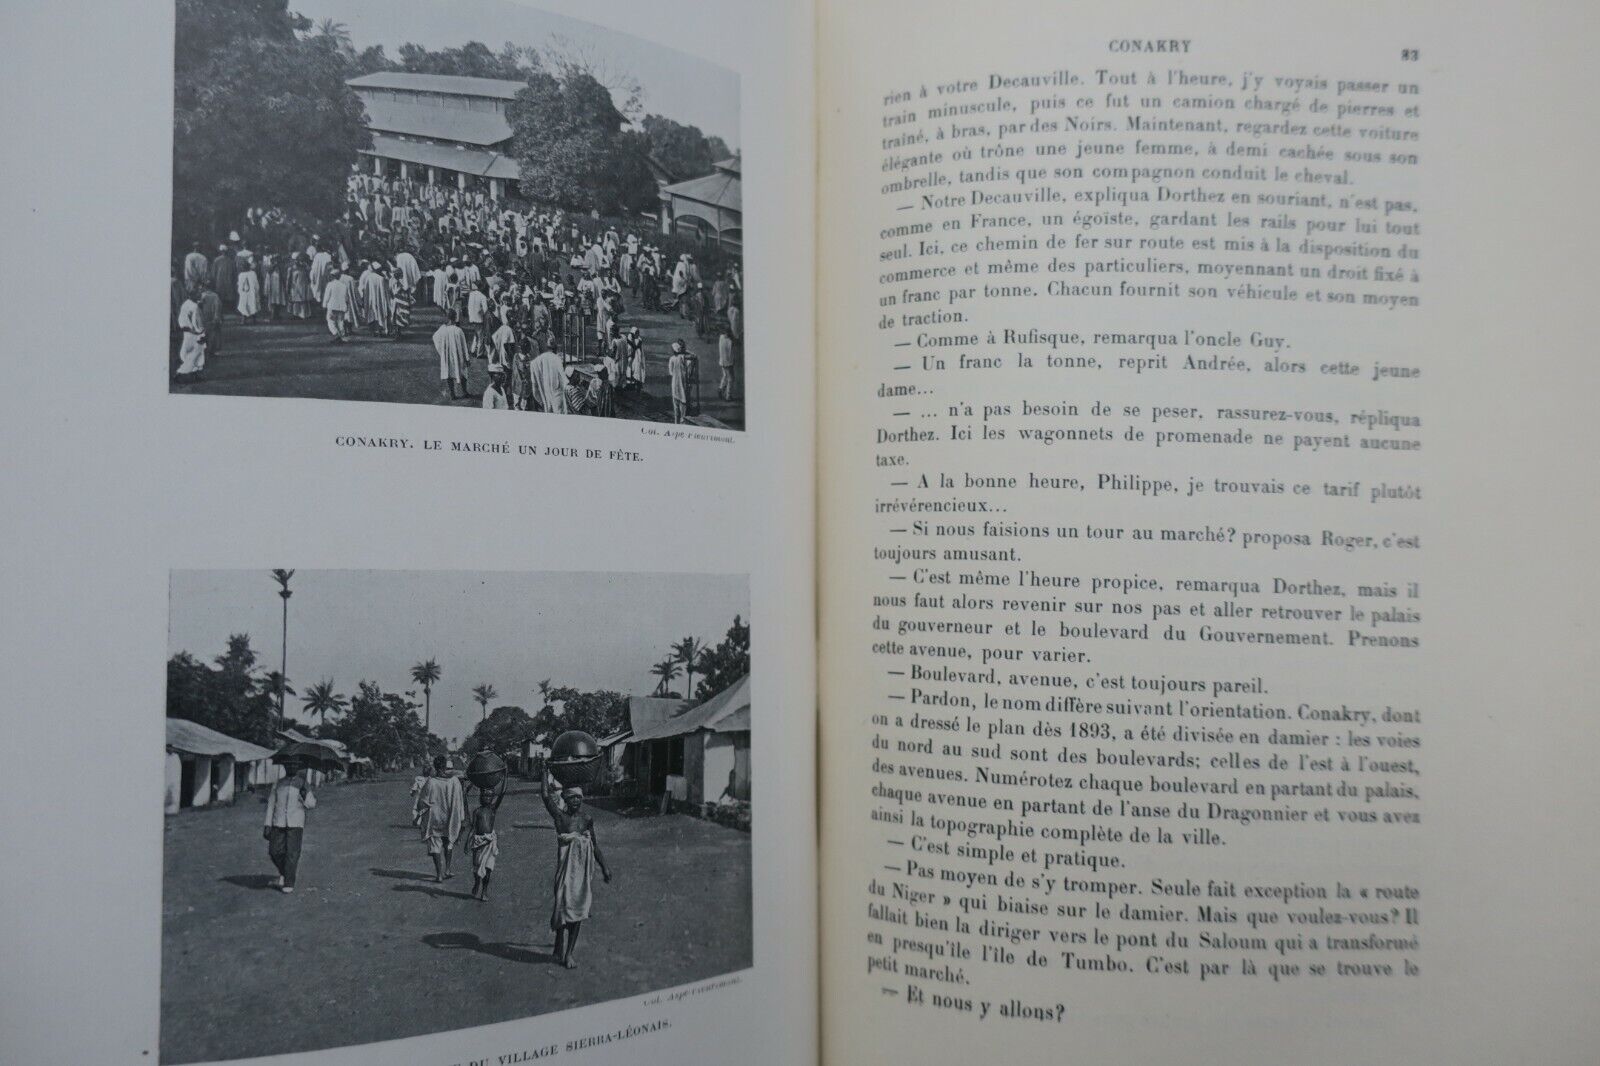 Col. Aspe-Fleurimont.
CONAKRY. LE MARCHÉ UN JOUR DE FÊTE.
Col. Aspe-Fleurimont.
DU VILLAGE SIERRA-LÉONAIS.
CONAKRY 83
rien à votre Decauville. Tout à l'heure, j'y voyais passer un
train minuscule, puis ce fut un camion chargé de pierres et
traîné, à bras, par des Noirs. Maintenant, regardez cette voiture
élégante où trône une jeune femme, à demi cachée sous son
ombrelle, tandis que son compagnon conduit le cheval.
— Notre Decauville, expliqua Dorthez en souriant, n'est pas,
comme en France, un égoïste, gardant les rails pour lui tout
seul. Ici, ce chemin de fer sur route est mis à la disposition du
commerce et même des particuliers, moyennant un droit fixé à
un franc par tonne. Chacun fournit son véhicule et son moyen
de traction.
— Comme à Rufisque, remarqua l'oncle Guy.
— Un franc la tonne, reprit Andrée, alors cette jeune
dame...
— ... n'a pas besoin de se peser, rassurez-vous, répliqua
Dorthez. Ici les wagonnets de promenade ne payent aucune
taxe.
— A la bonne heure, Philippe, je trouvais ce tarif plutôt
irrévérencieux...
— Si nous faisions un tour au marché? proposa Roger, c'est
toujours amusant.
— C'est même l'heure propice, remarqua Dorthez, mais il
nous faut alors revenir sur nos pas et aller retrouver le palais
du gouverneur et le boulevard du Gouvernement. Prenons
cette avenue, pour varier.
— Boulevard, avenue, c'est toujours pareil.
— Pardon, le nom diffère suivant l'orientation. Conakry, dont
on a dressé le plan dès 1893, a été divisée en damier : les voies
du nord au sud sont des boulevards; celles de l'est à l'ouest,
des avenues. Numérotez chaque boulevard en partant du palais,
chaque avenue en partant de l'anse du Dragonnier et vous avez
ainsi la topographie complète de la ville.
— C'est simple et pratique.
— Pas moyen de s'y tromper. Seule fait exception la « route
du Niger » qui biaise sur le damier. Mais que voulez-vous? Il
fallait bien la diriger vers le pont du Saloum qui a transformé
en presqu'île l'île de Tumbo. C'est par là que se trouve le
petit marché.
— Et nous y allons?